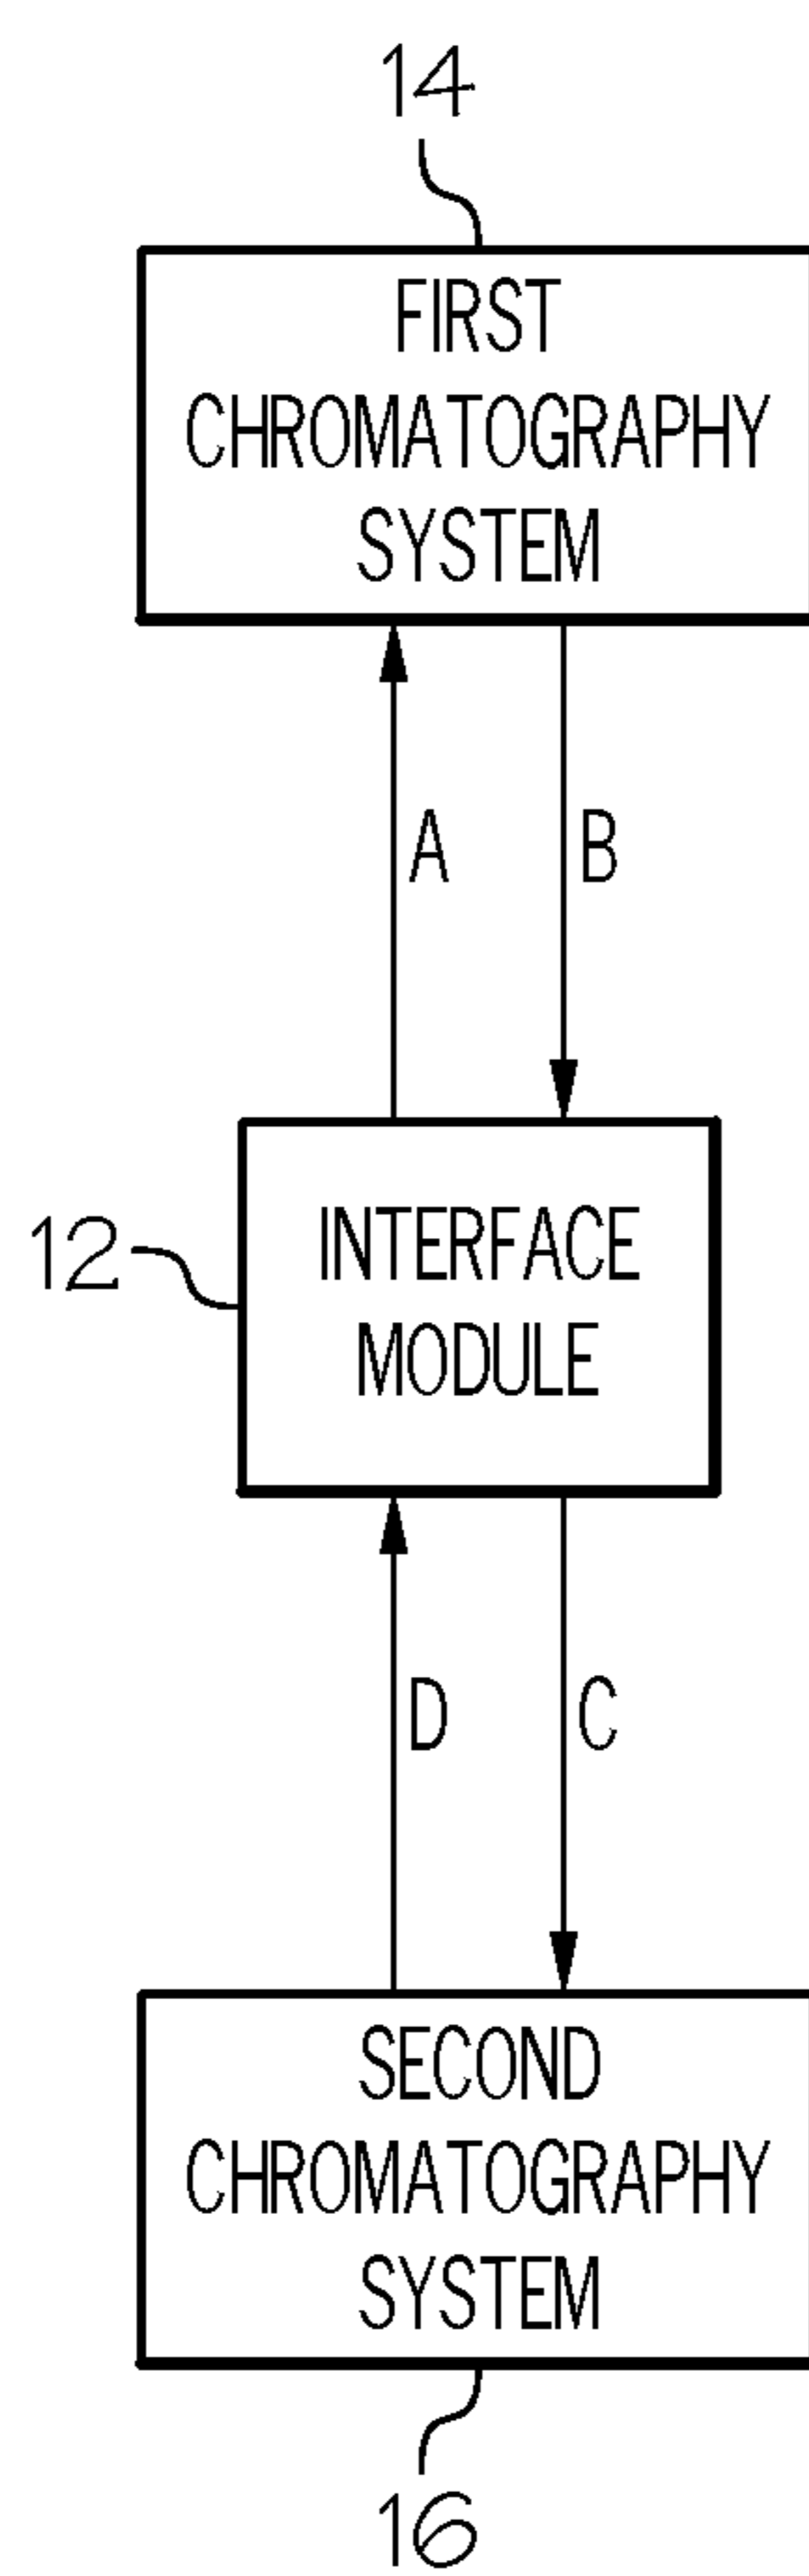 14
FIRST
CHROMATOGRAPHY
SYSTEM
A
B
INTERFACE
MODULE
12
D
C
SECOND
CHROMATOGRAPHY
SYSTEM
16